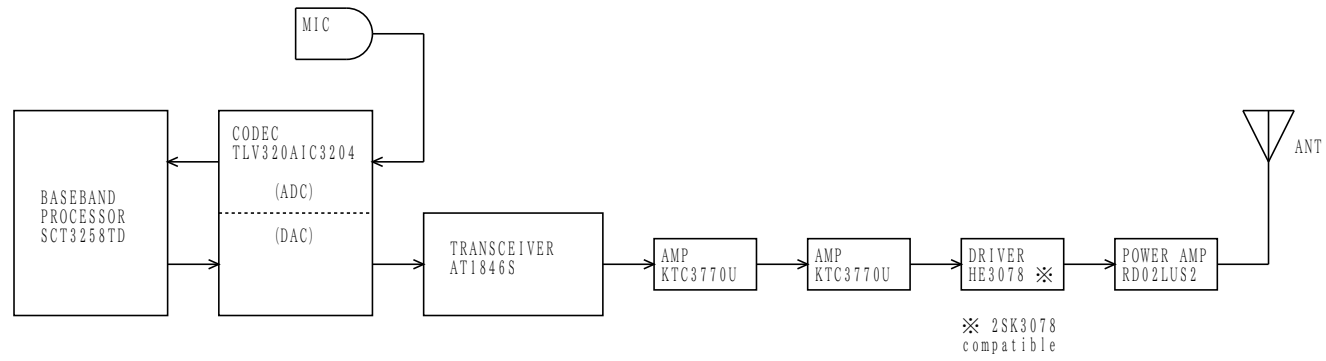 MIC
CODEC
TLV320AIC3204
(ADC)
(DAC)
BASEBAND
PROCESSOR
SCT3258TD
TRANSCEIVER
AT1846S
AMP
KTC3770U
AMP
KTC3770U
DRIVER
HE3078 ※
POWER AMP
RD02LUS2
ANT
※ 2SK3078
compatible